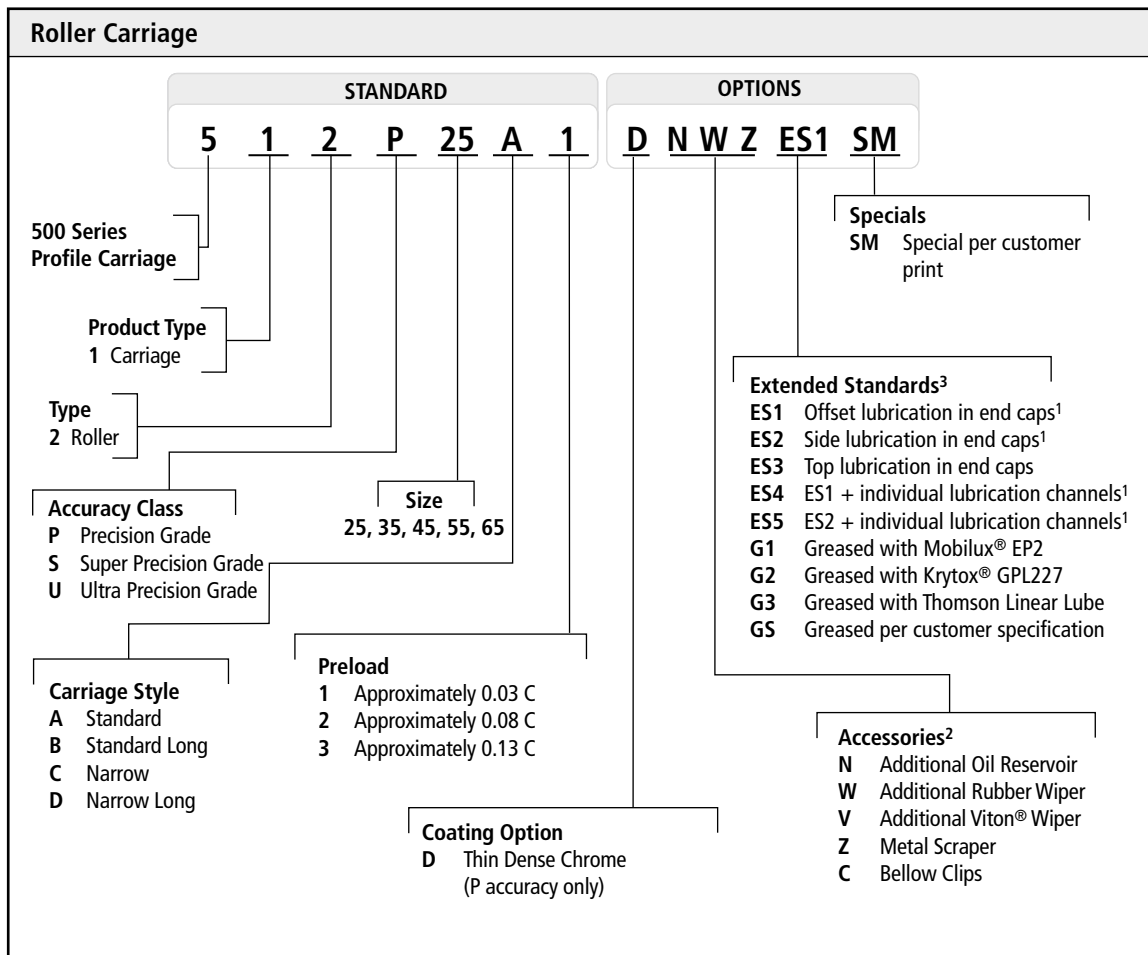 Roller Carriage
STANDARD
OPTIONS
5 1 2 P 25 A 1 D N W Z ES1 SM
500 Series
Profile Carriage
Product Type
1 Carriage
Type
2 Roller
Accuracy Class
P Precision Grade
S Super Precision Grade
U Ultra Precision Grade
Size
25, 35, 45, 55, 65
Carriage Style
A Standard
B Standard Long
C Narrow
D Narrow Long
Preload
1 Approximately 0.03 C
2 Approximately 0.08 C
3 Approximately 0.13 C
Coating Option
D Thin Dense Chrome
(P accuracy only)
Specials
SM Special per customer
print
Extended Standards³
ES1 Offset lubrication in end caps¹
ES2 Side lubrication in end caps¹
ES3 Top lubrication in end caps
ES4 ES1 + individual lubrication channels¹
ES5 ES2 + individual lubrication channels¹
G1 Greased with Mobilux® EP2
G2 Greased with Krytox® GPL227
G3 Greased with Thomson Linear Lube
GS Greased per customer specification
Accessories²
N Additional Oil Reservoir
W Additional Rubber Wiper
V Additional Viton® Wiper
Z Metal Scraper
C Bellow Clips